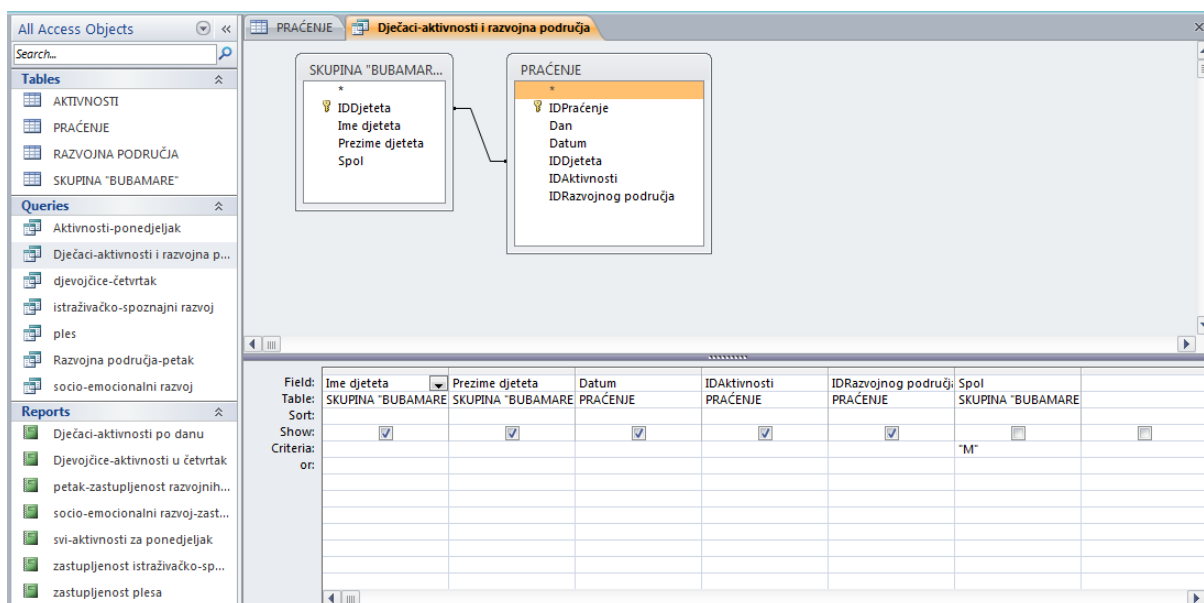 All Access Objects
Search...
Tables
AKTIVNOSTI
PRAĆENJE
RAZVOJNA PODRUČJA
SKUPINA "BUBAMARE"
Queries
Aktivnosti-ponedjeljak
Dječaci-aktivnosti i razvojna p...
djevojčice-četvrtak
istraživačko-spoznajni razvoj
ples
Razvojna područja-petak
socio-emocionalni razvoj
Reports
Dječaci-aktivnosti po danu
Djevojčice-aktivnosti u četvrtak
petak-zastupljenost razvojnih...
socio-emocionalni razvoj-zast...
svi-aktivnosti za ponedjeljak
zastupljenost istraživačko-sp...
zastupljenost plesa
PRAĆENJE Dječaci-aktivnosti i razvojna područja
SKUPINA "BUBAMAR...
*
IDDjeteta
Ime djeteta
Prezime djeteta
Spol
PRAĆENJE
*
IDPraćenje
Dan
Datum
IDDjeteta
IDAktivnosti
IDRazvojnog područja
Field: Ime djeteta Prezime djeteta Datum IDAktivnosti IDRazvojnog područja Spol
Table: SKUPINA "BUBAMARE SKUPINA "BUBAMARE PRAĆENJE PRAĆENJE PRAĆENJE SKUPINA "BUBAMARE
Sort:
Show:
Criteria: "M"
or: